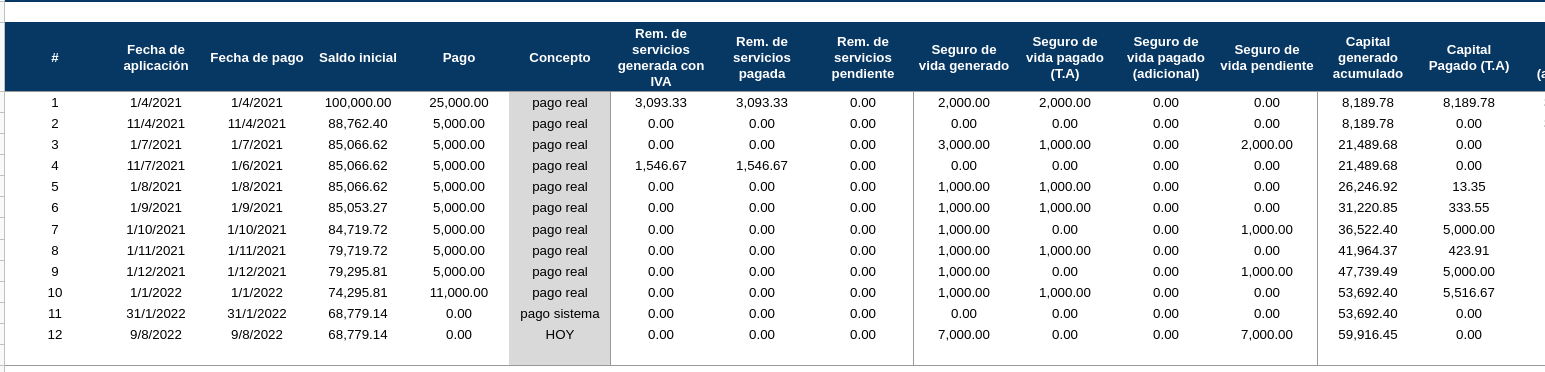 # Fecha de aplicación Fecha de pago Saldo inicial Pago Concepto Rem. de servicios generada con IVA Rem. de servicios pagada Rem. de servicios pendiente Seguro de vida generado Seguro de vida pagado (T.A) Seguro de vida pagado (adicional) Seguro de vida pendiente Capital generado acumulado Capital Pagado (T.A)
1 1/4/2021 1/4/2021 100,000.00 25,000.00 pago real 3,093.33 3,093.33 0.00 2,000.00 2,000.00 0.00 0.00 8,189.78 8,189.78
2 11/4/2021 11/4/2021 88,762.40 5,000.00 pago real 0.00 0.00 0.00 0.00 0.00 0.00 0.00 8,189.78 0.00
3 1/7/2021 1/7/2021 85,066.62 5,000.00 pago real 0.00 0.00 0.00 3,000.00 1,000.00 0.00 2,000.00 21,489.68 0.00
4 11/7/2021 1/6/2021 85,066.62 5,000.00 pago real 1,546.67 1,546.67 0.00 0.00 0.00 0.00 0.00 21,489.68 0.00
5 1/8/2021 1/8/2021 85,066.62 5,000.00 pago real 0.00 0.00 0.00 1,000.00 1,000.00 0.00 0.00 26,246.92 13.35
6 1/9/2021 1/9/2021 85,053.27 5,000.00 pago real 0.00 0.00 0.00 1,000.00 1,000.00 0.00 0.00 31,220.85 333.55
7 1/10/2021 1/10/2021 84,719.72 5,000.00 pago real 0.00 0.00 0.00 1,000.00 0.00 0.00 1,000.00 36,522.40 5,000.00
8 1/11/2021 1/11/2021 79,719.72 5,000.00 pago real 0.00 0.00 0.00 1,000.00 1,000.00 0.00 0.00 41,964.37 423.91
9 1/12/2021 1/12/2021 79,295.81 5,000.00 pago real 0.00 0.00 0.00 1,000.00 0.00 0.00 1,000.00 47,739.49 5,000.00
10 1/1/2022 1/1/2022 74,295.81 11,000.00 pago real 0.00 0.00 0.00 1,000.00 1,000.00 0.00 0.00 53,692.40 5,516.67
11 31/1/2022 31/1/2022 68,779.14 0.00 pago sistema 0.00 0.00 0.00 0.00 0.00 0.00 0.00 53,692.40 0.00
12 9/8/2022 9/8/2022 68,779.14 0.00 HOY 0.00 0.00 0.00 7,000.00 0.00 0.00 7,000.00 59,916.45 0.00